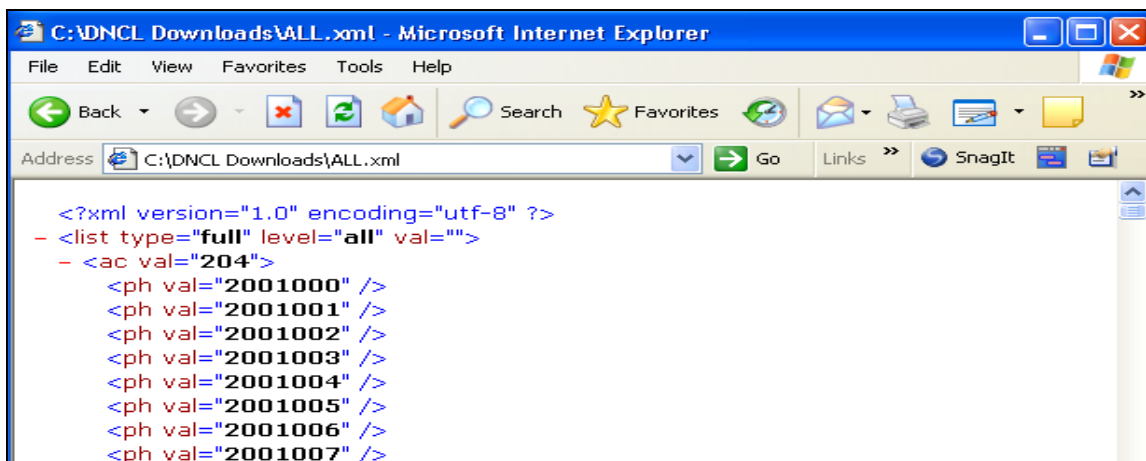 C:\DNCL Downloads\ALL.xml - Microsoft Internet Explorer
File Edit View Favorites Tools Help
Back Search Favorites »
Address C:\DNCL Downloads\ALL.xml Go Links » SnagIt
<?xml version="1.0" encoding="utf-8" ?>
- <list type="full" level="all" val="">
- <ac val="204">
<ph val="2001000" />
<ph val="2001001" />
<ph val="2001002" />
<ph val="2001003" />
<ph val="2001004" />
<ph val="2001005" />
<ph val="2001006" />
<ph val="2001007" />